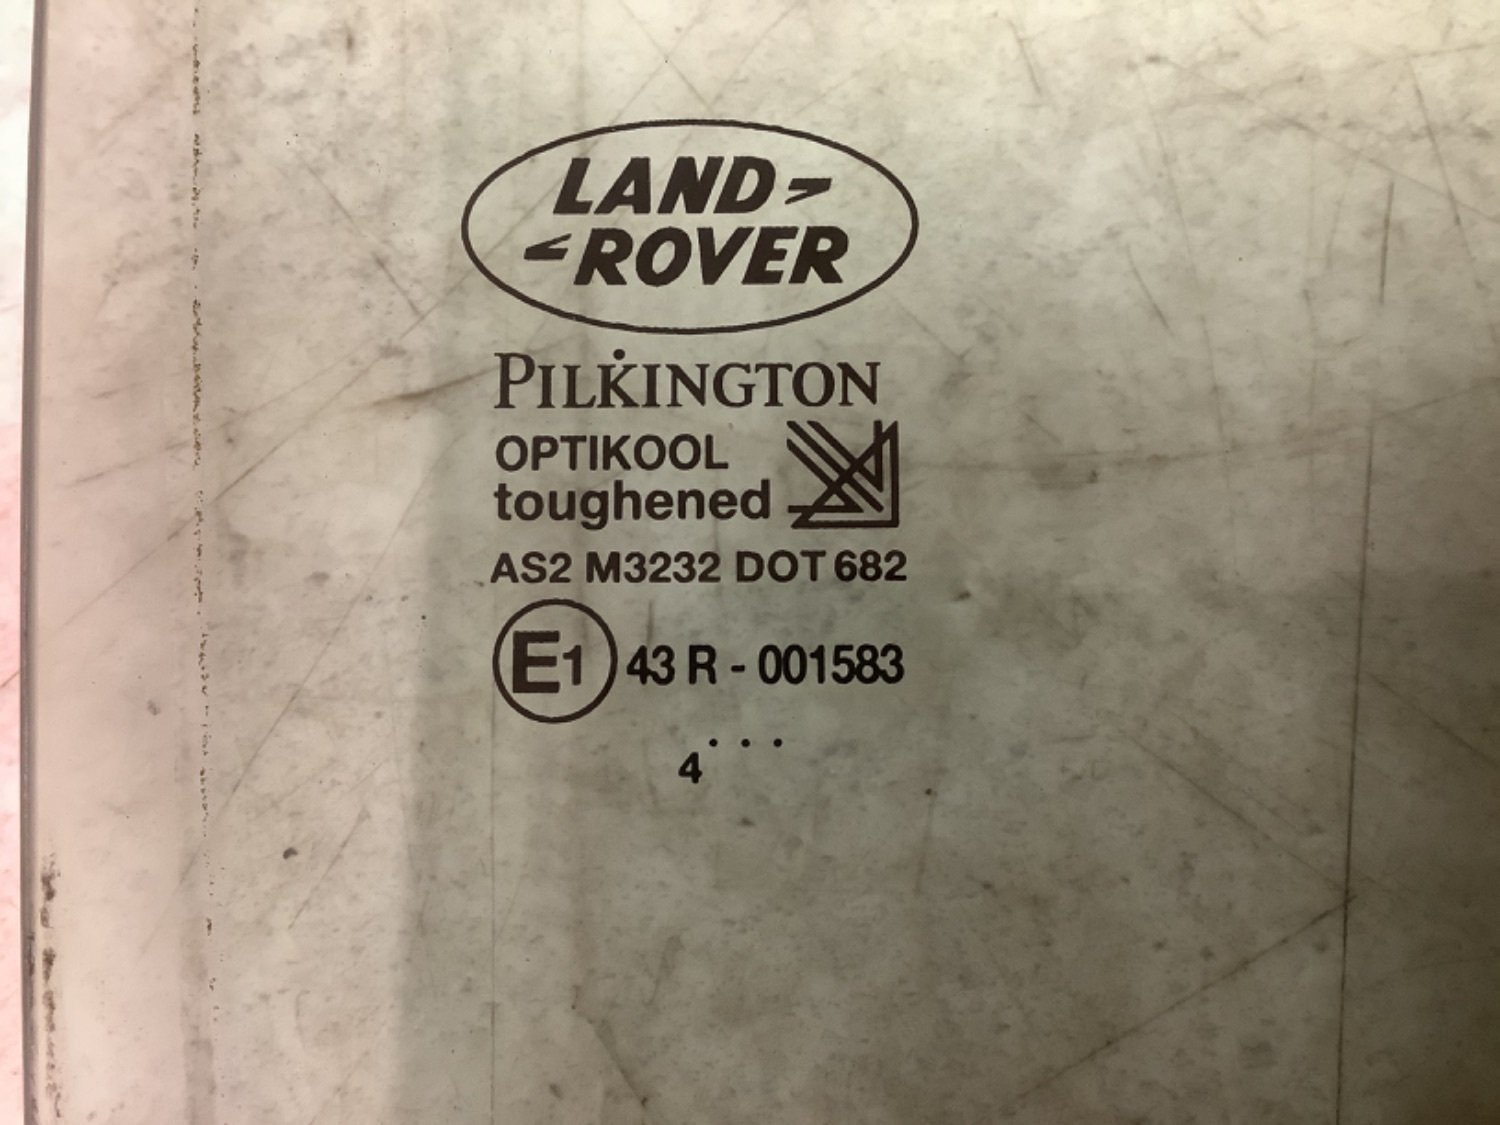 LAND
ROVER
PILKINGTON
OPTIKOOL
toughened
AS2 M3232 DOT 682
E1 43 R - 001583
. . .
4